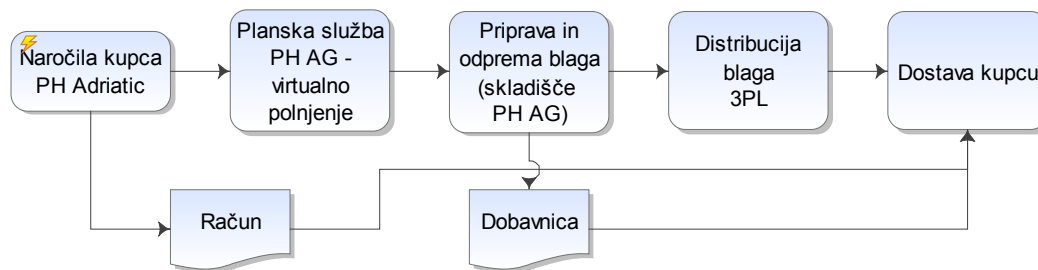 Naročila kupca
PH Adriatic
Planska služba
PH AG -
virtualno
polnjenje
Priprava in
odprema blaga
(skladišče
PH AG)
Distribucija
blaga
3PL
Dostava kupcu
Račun
Dobavnica